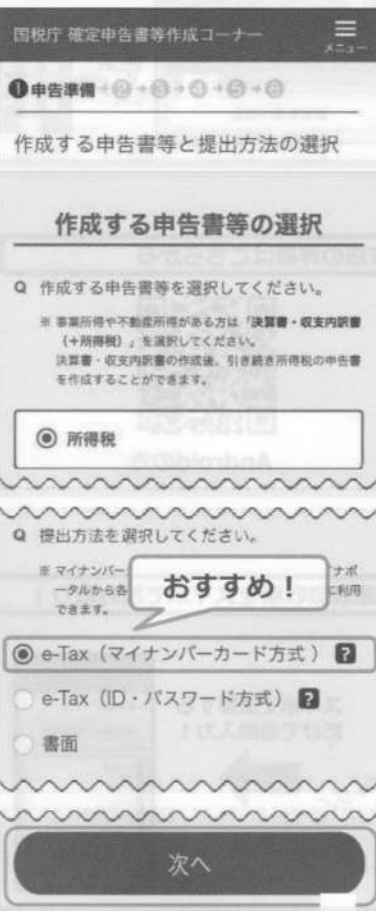 国税庁 確定申告書等作成コーナー
メニュー
❶申告準備→②→③→④→⑤→⑥
作成する申告書等と提出方法の選択
作成する申告書等の選択
Q 作成する申告書等を選択してください。
※ 事業所得や不動産所得がある方は「決算書・収支内訳書
(+所得税)」を選択してください。
決算書・収支内訳書の作成後、引き続き所得税の申告書
を作成することができます。
所得税
Q 提出方法を選択してください。
※ マイナンバー
ナポ
ータルから各
に利用
できます。
おすすめ!
e-Tax(マイナンバーカード方式) ?
e-Tax(ID・パスワード方式) ?
書面
次へ